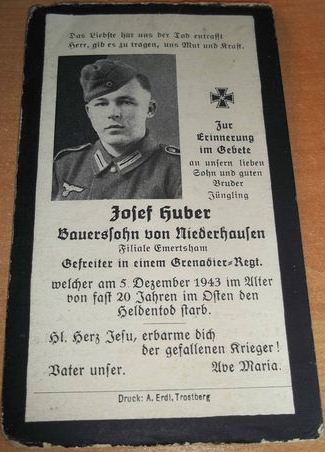 Das Liebste hat uns der Tod entrafft
Herr, gib es zu tragen, uns Mut und Kraft.
Zur
Erinnerung
im Gebete
an unsern lieben
Sohn und guten
Bruder
Jüngling
Josef Huber
Bauerssohn von Niederhausen
Filiale Emertsham
Gefreiter in einem Grenadier-Regt.
welcher am 5. Dezember 1943 im Alter
von fast 20 Jahren im Osten den
Heldentod starb.
Hl. Herz Jesu, erbarme dich
der gefallenen Krieger!
Vater unser. Ave Maria.
Druck: A. Erdl, Trostberg